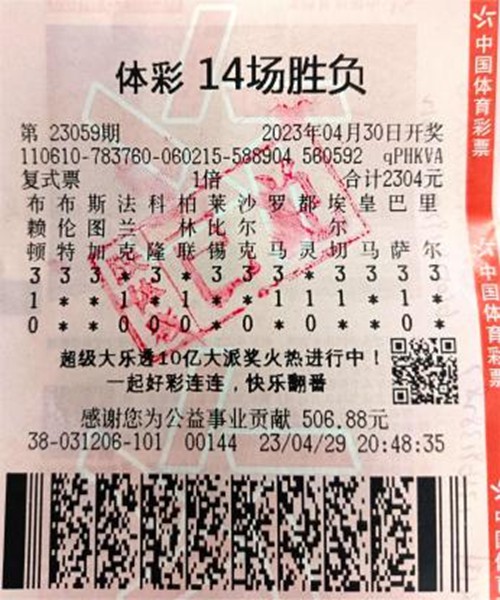 体彩 14场胜负
第 23059期 2023年04月30日开奖
110610-783760-060215-588904 560592 qPHKVA
复式票 1倍 合计2304元
布 布 斯 法 科 柏 莱 沙 罗 都 埃 皇 巴 里
赖 伦 图 兰 林 比 尔 尔
顿 特 加 克 隆 联 锡 克 马 灵 切 马 萨 尔
3 3 3 * 3 * 3 3 3 * 3 3 3 3
1 * * 1 * 1 * * 1 1 1 * 1 *
0 * * 0 0 0 * 0 * 0 * * 0 *
超级大乐透10亿大派奖火热进行中！
一起好彩连连，快乐翻番
感谢您为公益事业贡献 506.88元
38-031206-101 00144 23/04/29 20:48:35
中国体育彩票
中国体育彩票
中国体